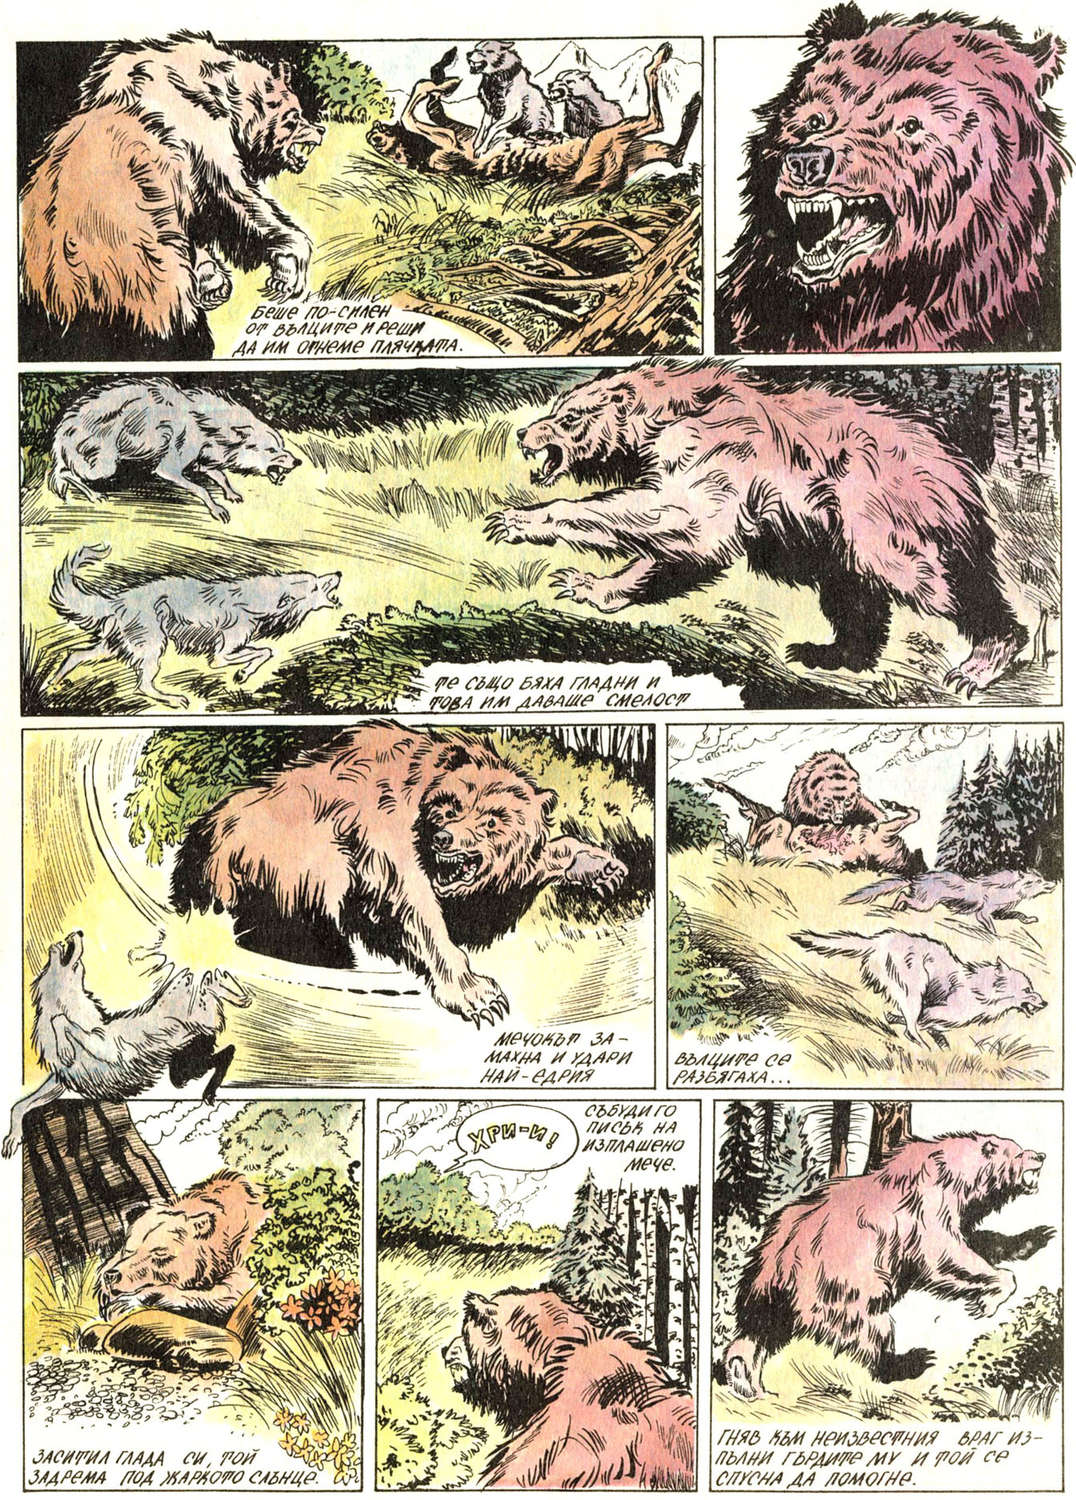 БЕШЕ ПО-СИЛЕН
ОТ ВЪЛЦИТЕ И РЕШИ
ДА ИМ ОТНЕМЕ ПЛЯЧКАТА.
ТЕ СЪЩО БЯХА ГЛАДНИ И
ТОВА ИМ ДАВАШЕ СМЕЛОСТ
МЕЧОКЪТ ЗА-
МАХНА И УДАРИ
НАЙ-ЕДРИЯ
ВЪЛЦИТЕ СЕ
РАЗБЯГАХА...
ЗАСИТИЛ ГЛАДА СИ, ТОЙ
ЗАДРЕМА ПОД ЖАРКОТО СЛЪНЦЕ.
ХРИ-И!
СЪБУДИ ГО
ПИСЪК НА
ИЗПЛАШЕНО
МЕЧЕ.
ГНЯВ КЪМ НЕИЗВЕСТНИЯ ВРАГ ИЗ-
ПЪЛНИ ГЪРДИТЕ МУ И ТОЙ СЕ
СПУСНА ДА ПОМОГНЕ.